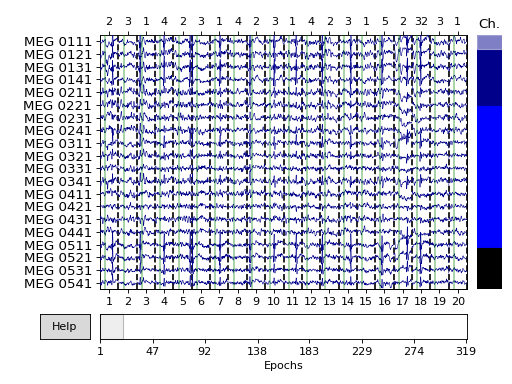 2 3 1 4 2 3 1 4 2 3 1 4 2 3 1 5 2 32 3 1 Ch.
MEG 0111
MEG 0121
MEG 0131
MEG 0141
MEG 0211
MEG 0221
MEG 0231
MEG 0241
MEG 0311
MEG 0321
MEG 0331
MEG 0341
MEG 0411
MEG 0421
MEG 0431
MEG 0441
MEG 0511
MEG 0521
MEG 0531
MEG 0541
1 2 3 4 5 6 7 8 9 10 11 12 13 14 15 16 17 18 19 20
Help
1 47 92 138 183 229 274 319
Epochs